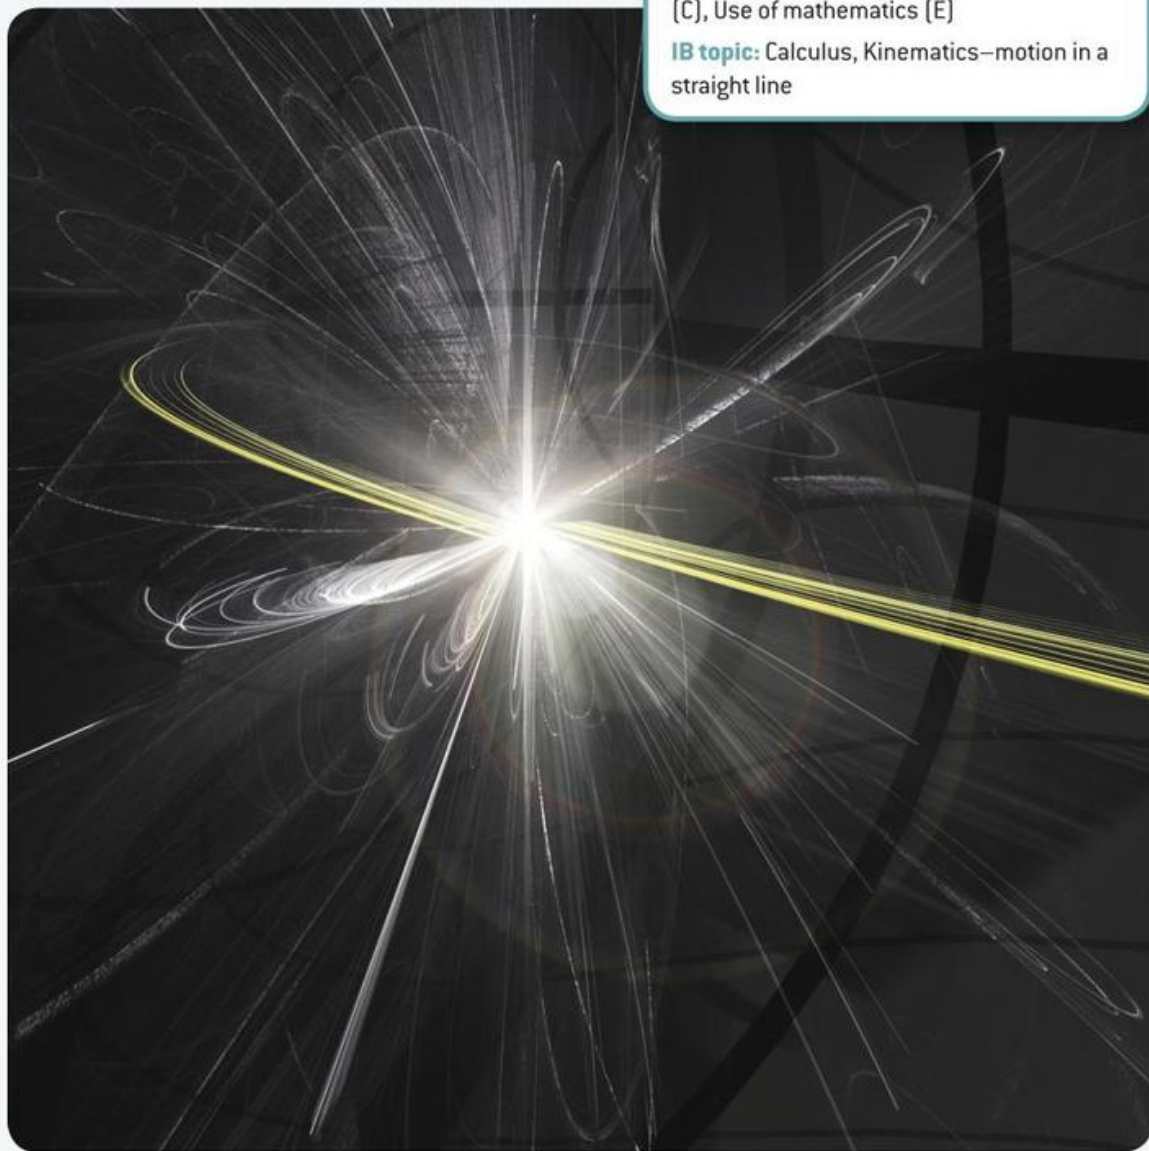 (C), Use of mathematics (E)
IB topic: Calculus, Kinematics—motion in a
straight line